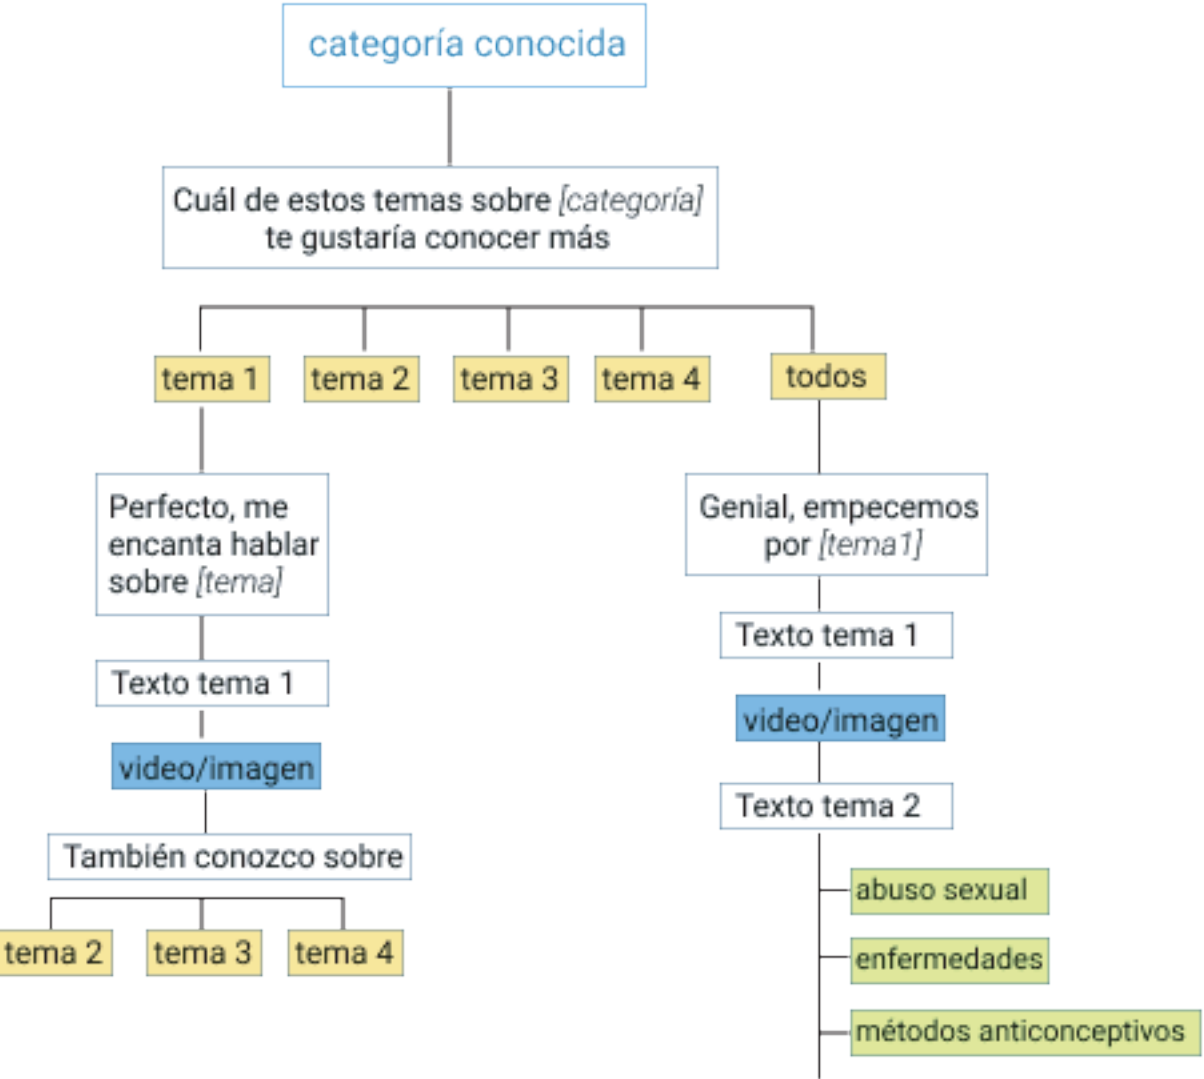 categoría conocida
Cuál de estos temas sobre [categoría]
te gustaría conocer más
tema 1
tema 2
tema 3
tema 4
todos
Perfecto, me
encanta hablar
sobre [tema]
Texto tema 1
video/imagen
También conozco sobre
tema 2
tema 3
tema 4
Genial, empecemos
por [tema1]
Texto tema 1
video/imagen
Texto tema 2
abuso sexual
enfermedades
métodos anticonceptivos